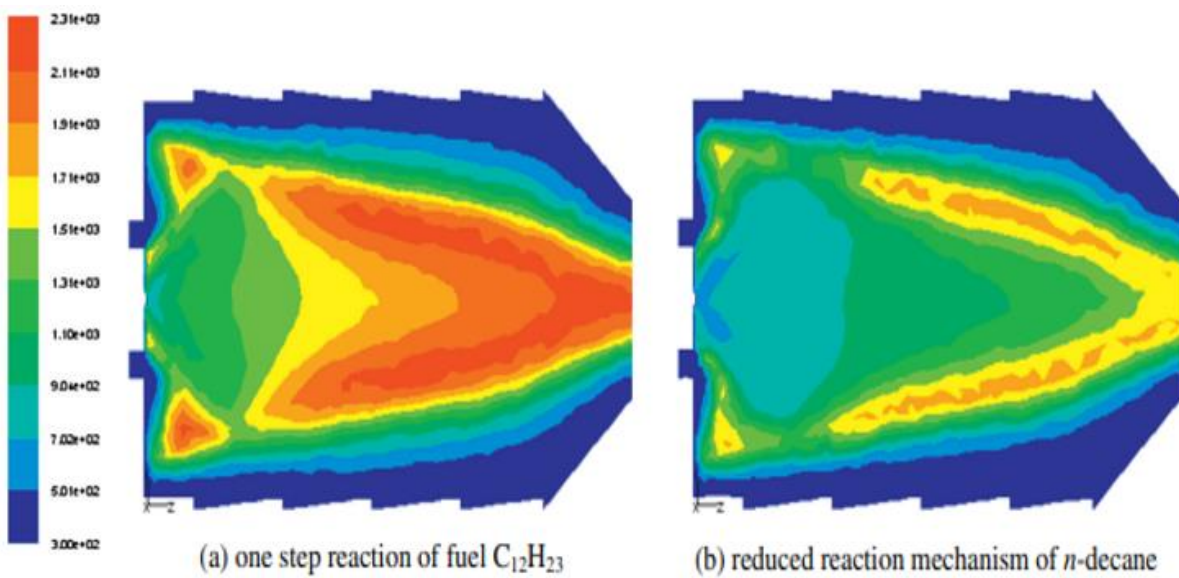 2.31e+03
2.11e+03
1.91e+03
1.71e+03
1.51e+03
1.31e+03
1.10e+03
9.04e+02
7.02e+02
5.01e+02
3.00e+02
X Z
X Z
(a) one step reaction of fuel C₁₂H₂₃
(b) reduced reaction mechanism of n-decane